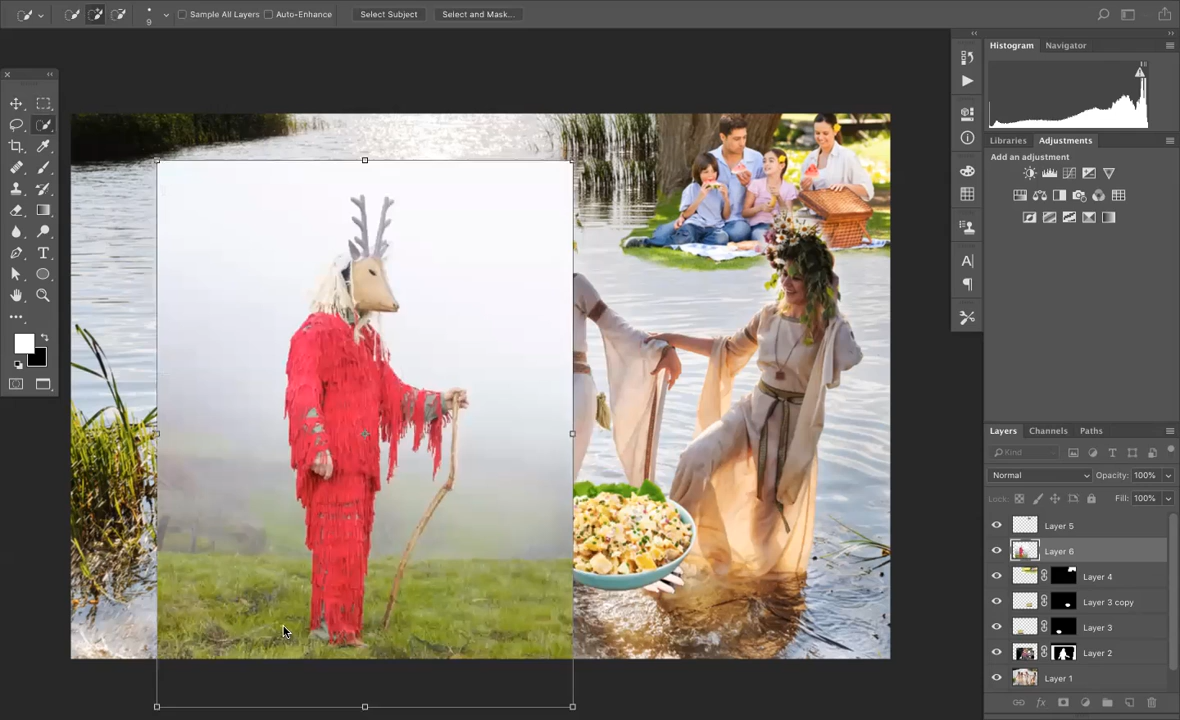 9
Sample All Layers
Auto-Enhance
Select Subject
Select and Mask...
Histogram
Navigator
Libraries
Adjustments
Add an adjustment
T
A
Layers
Channels
Paths
Kind
T
Normal
Opacity: 100%
Lock:
Fill: 100%
Layer 5
Layer 6
Layer 4
Layer 3 copy
Layer 3
Layer 2
Layer 1
fx